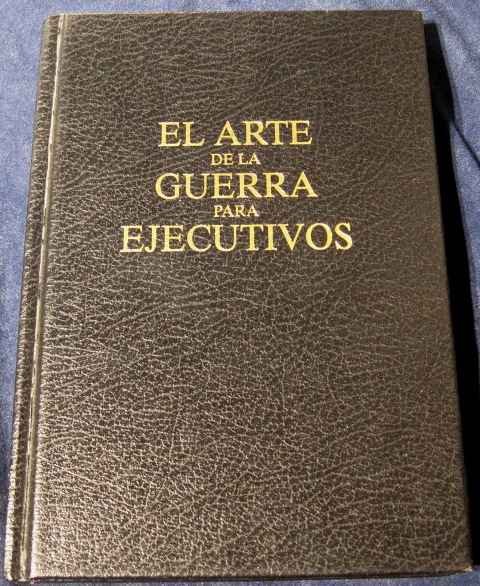 EL ARTE
DE LA
GUERRA
PARA
EJECUTIVOS